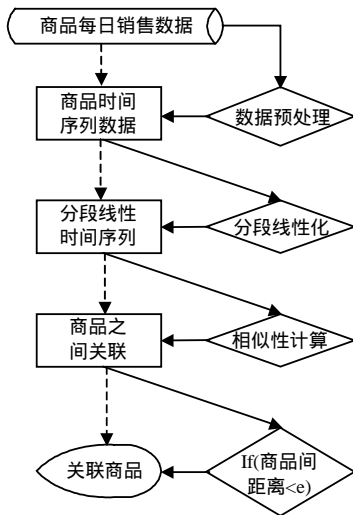 商品每日销售数据
商品时间
序列数据
数据预处理
分段线性
时间序列
分段线性化
商品之
间关联
相似性计算
关联商品
If(商品间
距离<e)